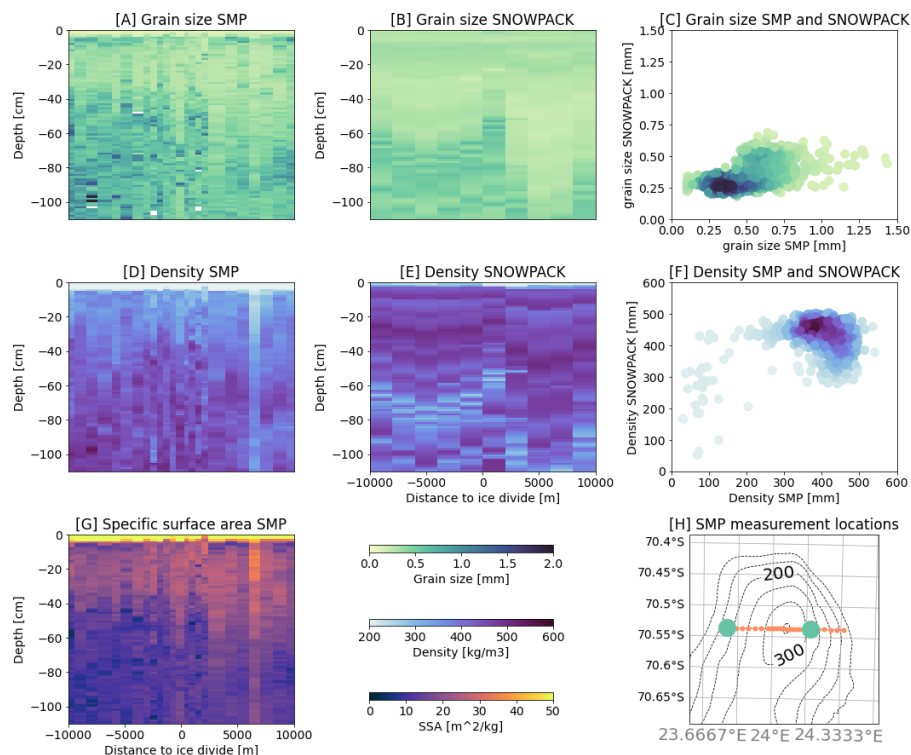 [A] Grain size SMP
[B] Grain size SNOWPACK
[C] Grain size SMP and SNOWPACK
0
−20
−40
−60
−80
−100
Depth [cm]
0
−20
−40
−60
−80
−100
Depth [cm]
1.50
1.25
1.00
0.75
0.50
0.25
0.00
grain size SNOWPACK [mm]
0.00 0.25 0.50 0.75 1.00 1.25 1.50
grain size SMP [mm]
[D] Density SMP
[E] Density SNOWPACK
[F] Density SMP and SNOWPACK
0
−20
−40
−60
−80
−100
Depth [cm]
0
−20
−40
−60
−80
−100
Depth [cm]
−10000 −5000 0 5000 10000
Distance to ice divide [m]
600
500
400
300
200
100
0
Density SNOWPACK [mm]
0 100 200 300 400 500 600
Density SMP [mm]
[G] Specific surface area SMP
0
−20
−40
−60
−80
−100
Depth [cm]
−10000 −5000 0 5000 10000
Distance to ice divide [m]
0.0 0.5 1.0 1.5 2.0
Grain size [mm]
200 300 400 500 600
Density [kg/m3]
0 10 20 30 40 50
SSA [m^2/kg]
[H] SMP measurement locations
70.4°S
70.45°S
70.5°S
70.55°S
70.6°S
70.65°S
200
300
23.66667°E 24°E 24.3333°E